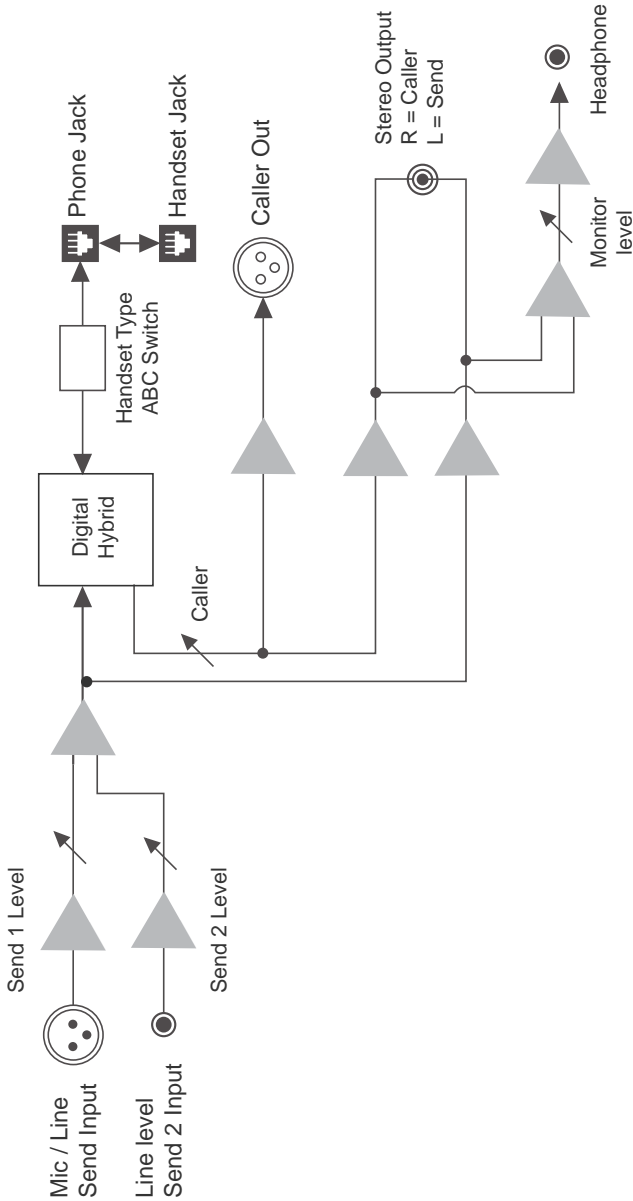 Mic / Line
Send Input
Line level
Send 2 Input
Send 1 Level
Send 2 Level
Digital
Hybrid
Caller
Handset Type
ABC Switch
Phone Jack
Handset Jack
Caller Out
Stereo Output
R = Caller
L = Send
Monitor
level
Headphone